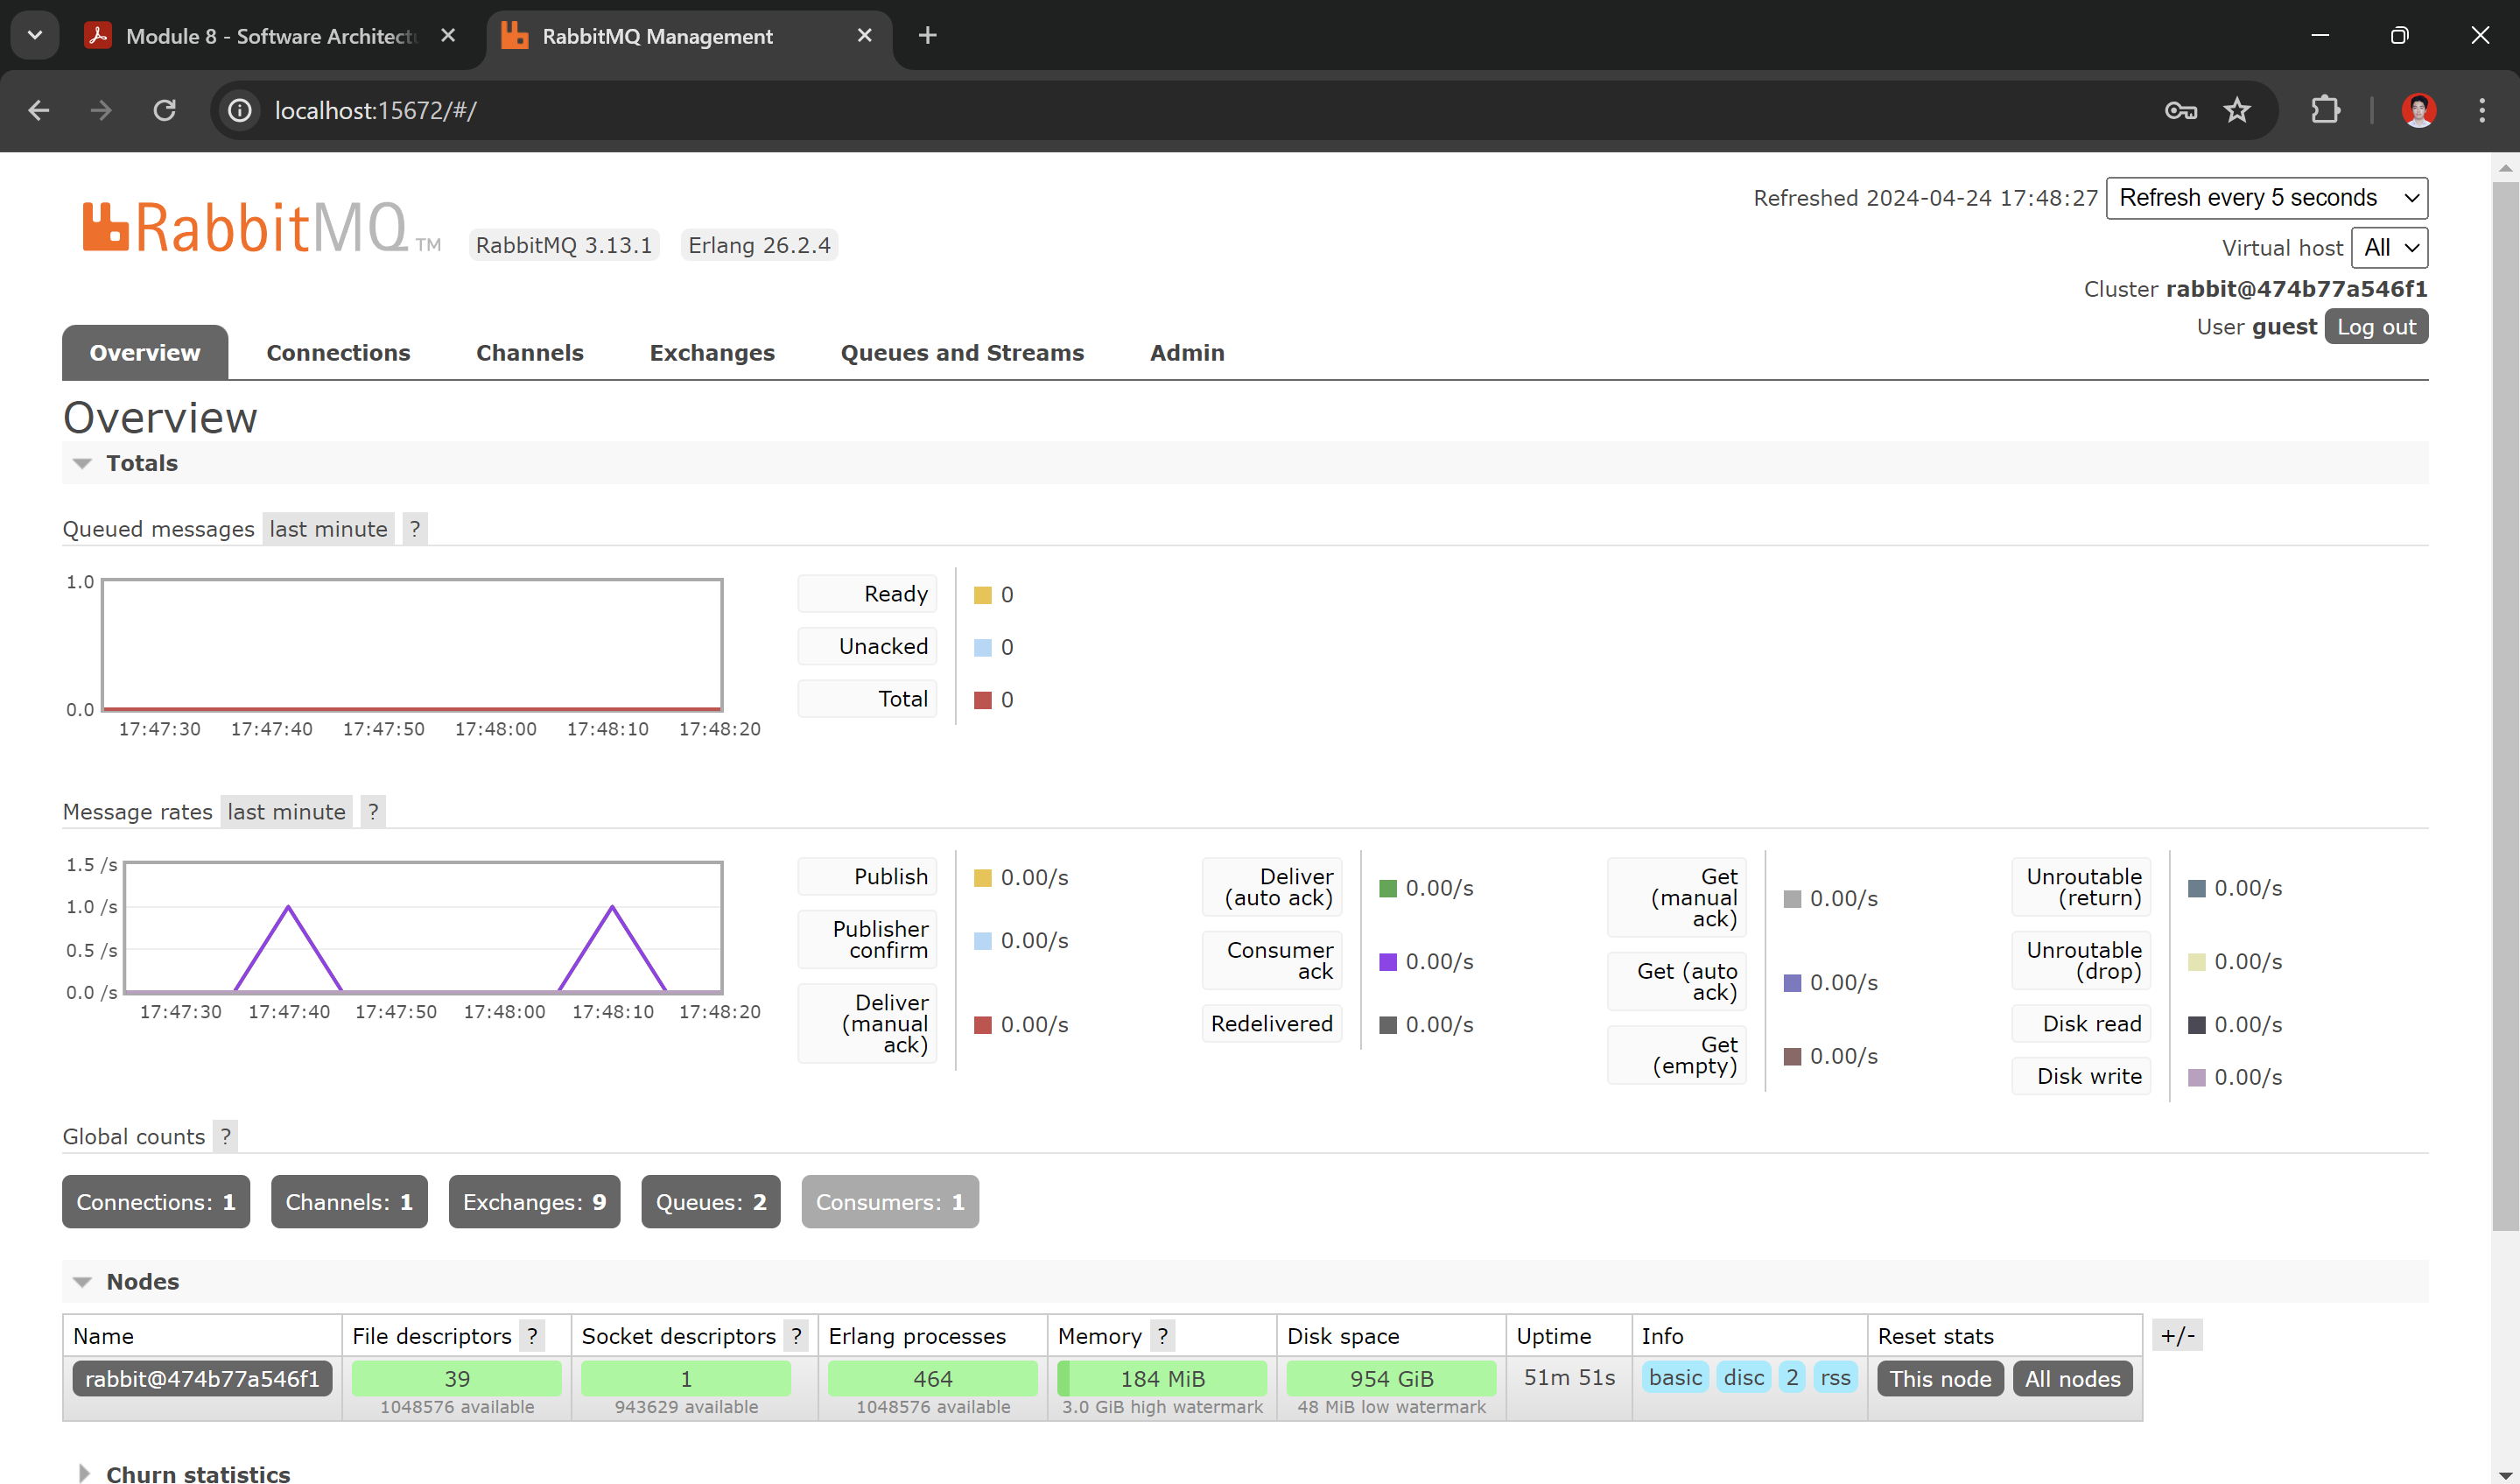 Module 8 - Software Architectu
RabbitMQ Management
localhost:15672/#/
RabbitMQ TM
RabbitMQ 3.13.1 Erlang 26.2.4
Refreshed 2024-04-24 17:48:27 Refresh every 5 seconds
Virtual host All
Cluster rabbit@474b77a546f1
User guest Log out
Overview Connections Channels Exchanges Queues and Streams Admin
Overview
Totals
Queued messages last minute ?
1.0
0.0
17:47:30 17:47:40 17:47:50 17:48:00 17:48:10 17:48:20
Ready 0
Unacked 0
Total 0
Message rates last minute ?
1.5 /s
1.0 /s
0.5 /s
0.0 /s
17:47:30 17:47:40 17:47:50 17:48:00 17:48:10 17:48:20
Publish 0.00/s
Publisher
confirm 0.00/s
Deliver
(manual
ack) 0.00/s
Deliver
(auto ack) 0.00/s
Consumer
ack 0.00/s
Redelivered 0.00/s
Get
(manual
ack) 0.00/s
Get (auto
ack) 0.00/s
Get
(empty) 0.00/s
Unroutable
(return) 0.00/s
Unroutable
(drop) 0.00/s
Disk read 0.00/s
Disk write 0.00/s
Global counts ?
Connections: 1 Channels: 1 Exchanges: 9 Queues: 2 Consumers: 1
Nodes
Name File descriptors ? Socket descriptors ? Erlang processes Memory ? Disk space Uptime Info Reset stats +/-
rabbit@474b77a546f1 39 1 464 184 MiB 954 GiB 51m 51s basic disc 2 rss This node All nodes
1048576 available 943629 available 1048576 available 3.0 GiB high watermark 48 MiB low watermark
Churn statistics